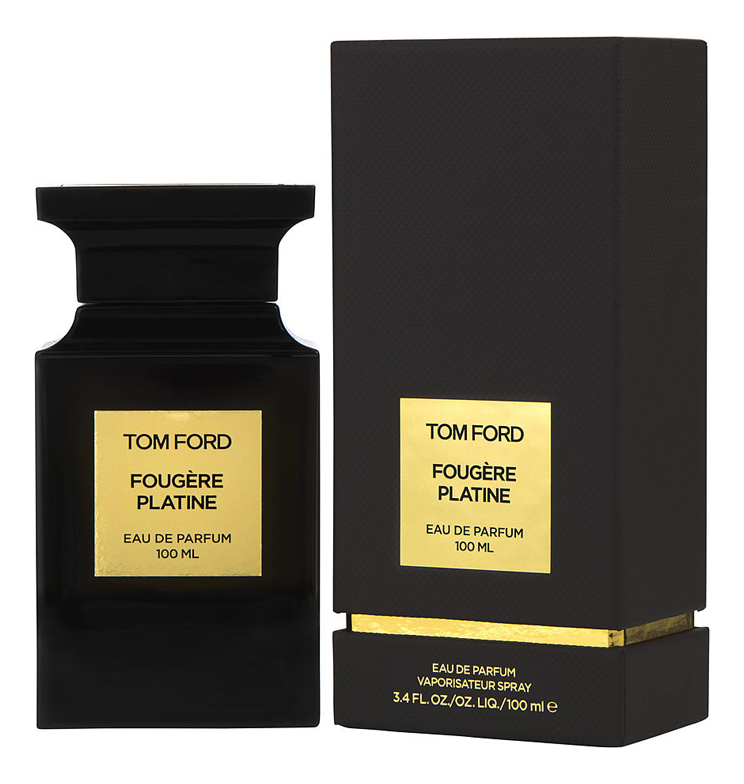 TOM FORD
FOUGÈRE
PLATINE
EAU DE PARFUM
100 ML
TOM FORD
FOUGÈRE
PLATINE
EAU DE PARFUM
100 ML
EAU DE PARFUM
VAPORISATEUR SPRAY
3.4 FL. OZ./OZ. LIQ./100 ml ℮